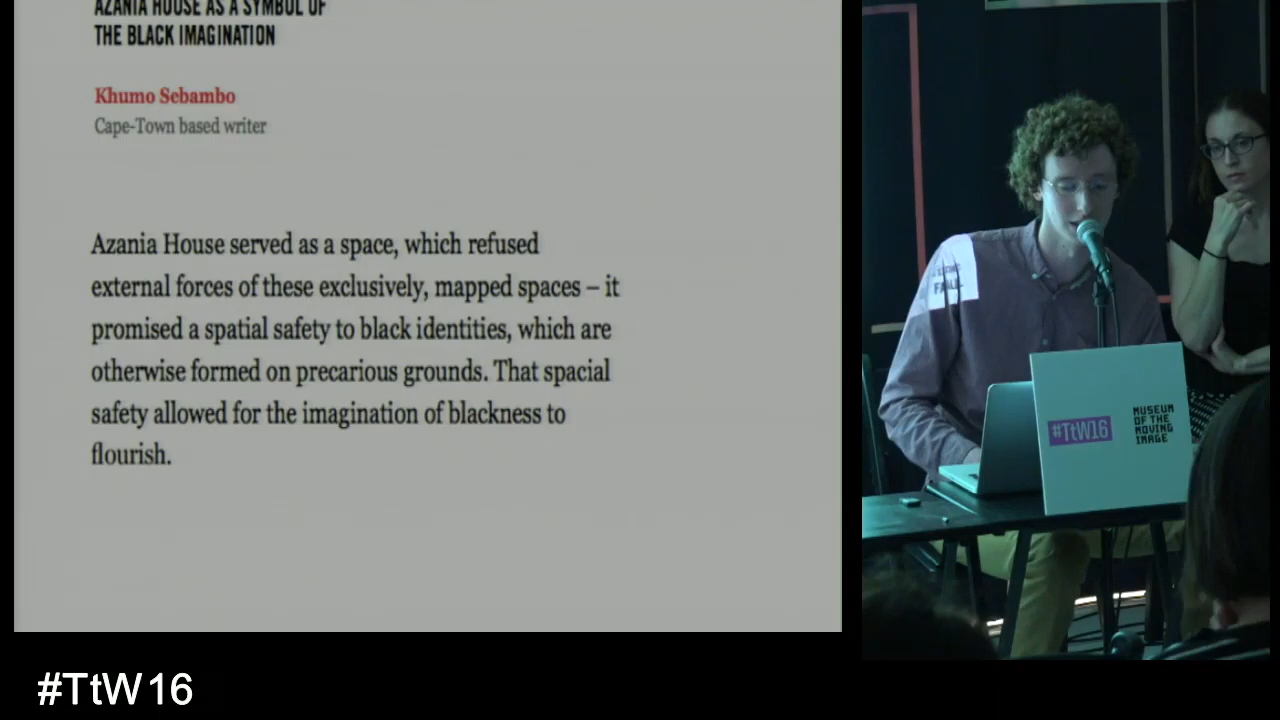 AZANIA HOUSE AS A SYMBOL OF
THE BLACK IMAGINATION
Khumo Sebambo
Cape-Town based writer
Azania House served as a space, which refused
external forces of these exclusively, mapped spaces – it
promised a spatial safety to black identities, which are
otherwise formed on precarious grounds. That spacial
safety allowed for the imagination of blackness to
flourish.
FALL
#TtW16
MUSEUM
OF THE
MOVING
IMAGE
#TtW16